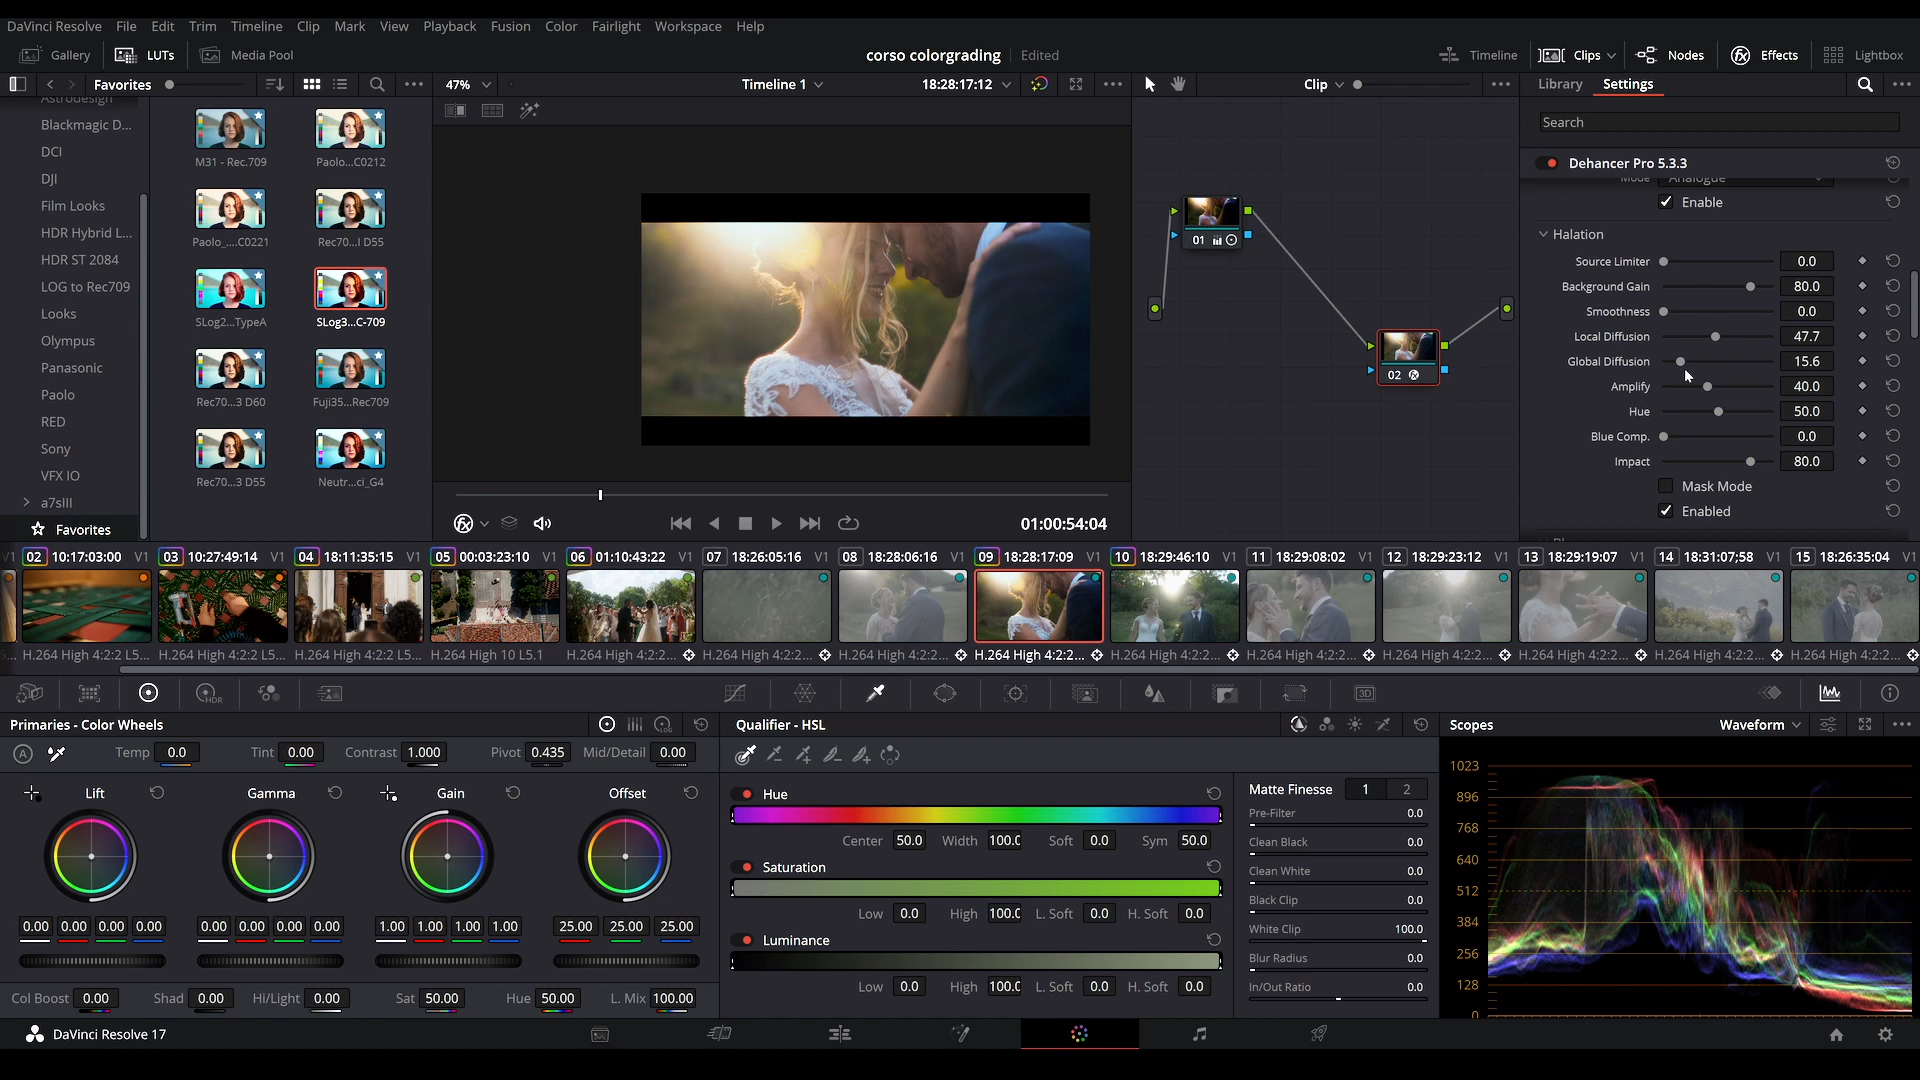 DaVinci Resolve File Edit Trim Timeline Clip Mark View Playback Fusion Color Fairlight Workspace Help
Gallery LUTs Media Pool corso colorgrading Edited Timeline Clips Nodes Effects Lightbox
Favorites 47% Timeline 1 18:28:17:12 Clip Library Settings
Astrodesign
Blackmagic D...
DCI
DJI
Film Looks
HDR Hybrid L...
HDR ST 2084
LOG to Rec709
Looks
Olympus
Panasonic
Paolo
RED
Sony
VFX IO
a7sIII
Favorites
M31 - Rec.709 Paolo...C0212
Paolo_....C0221 Rec70...l D55
SLog2...TypeA SLog3...C-709
Rec70...3 D60 Fuji35...Rec709
Rec70...3 D55 Neutr...ci_G4
01
02
01:00:54:04
Search
Dehancer Pro 5.3.3
Mode Analogue
Enable
Halation
Source Limiter 0.0
Background Gain 80.0
Smoothness 0.0
Local Diffusion 47.7
Global Diffusion 15.6
Amplify 40.0
Hue 50.0
Blue Comp. 0.0
Impact 80.0
Mask Mode
Enabled
V1 02 10:17:03:00 V1 03 10:27:49:14 V1 04 18:11:35:15 V1 05 00:03:23:10 V1 06 01:10:43:22 V1 07 18:26:05:16 V1 08 18:28:06:16 V1 09 18:28:17:09 V1 10 18:29:46:10 V1 11 18:29:08:02 V1 12 18:29:23:12 V1 13 18:29:19:07 V1 14 18:31:07;58 V1 15 18:26:35:04 V1
5... H.264 High 4:2:2 L5... H.264 High 4:2:2 L5... H.264 High 4:2:2 L5... H.264 High 10 L5.1 H.264 High 4:2:2... H.264 High 4:2:2... H.264 High 4:2:2... H.264 High 4:2:2... H.264 High 4:2:2... H.264 High 4:2:2... H.264 High 4:2:2... H.264 High 4:2:2... H.264 High 4:2:2... H.264 High 4:2:2...
HDR 3D
Primaries - Color Wheels LOG Qualifier - HSL Scopes Waveform
A Temp 0.0 Tint 0.00 Contrast 1.000 Pivot 0.435 Mid/Detail 0.00
Lift Gamma Gain Offset
0.00 0.00 0.00 0.00 0.00 0.00 0.00 0.00 1.00 1.00 1.00 1.00 25.00 25.00 25.00
Col Boost 0.00 Shad 0.00 Hi/Light 0.00 Sat 50.00 Hue 50.00 L. Mix 100.00
Hue
Center 50.0 Width 100.0 Soft 0.0 Sym 50.0
Saturation
Low 0.0 High 100.0 L. Soft 0.0 H. Soft 0.0
Luminance
Low 0.0 High 100.0 L. Soft 0.0 H. Soft 0.0
Matte Finesse 1 2
Pre-Filter 0.0
Clean Black 0.0
Clean White 0.0
Black Clip 0.0
White Clip 100.0
Blur Radius 0.0
In/Out Ratio 0.0
1023
896
768
640
512
384
256
128
0
DaVinci Resolve 17